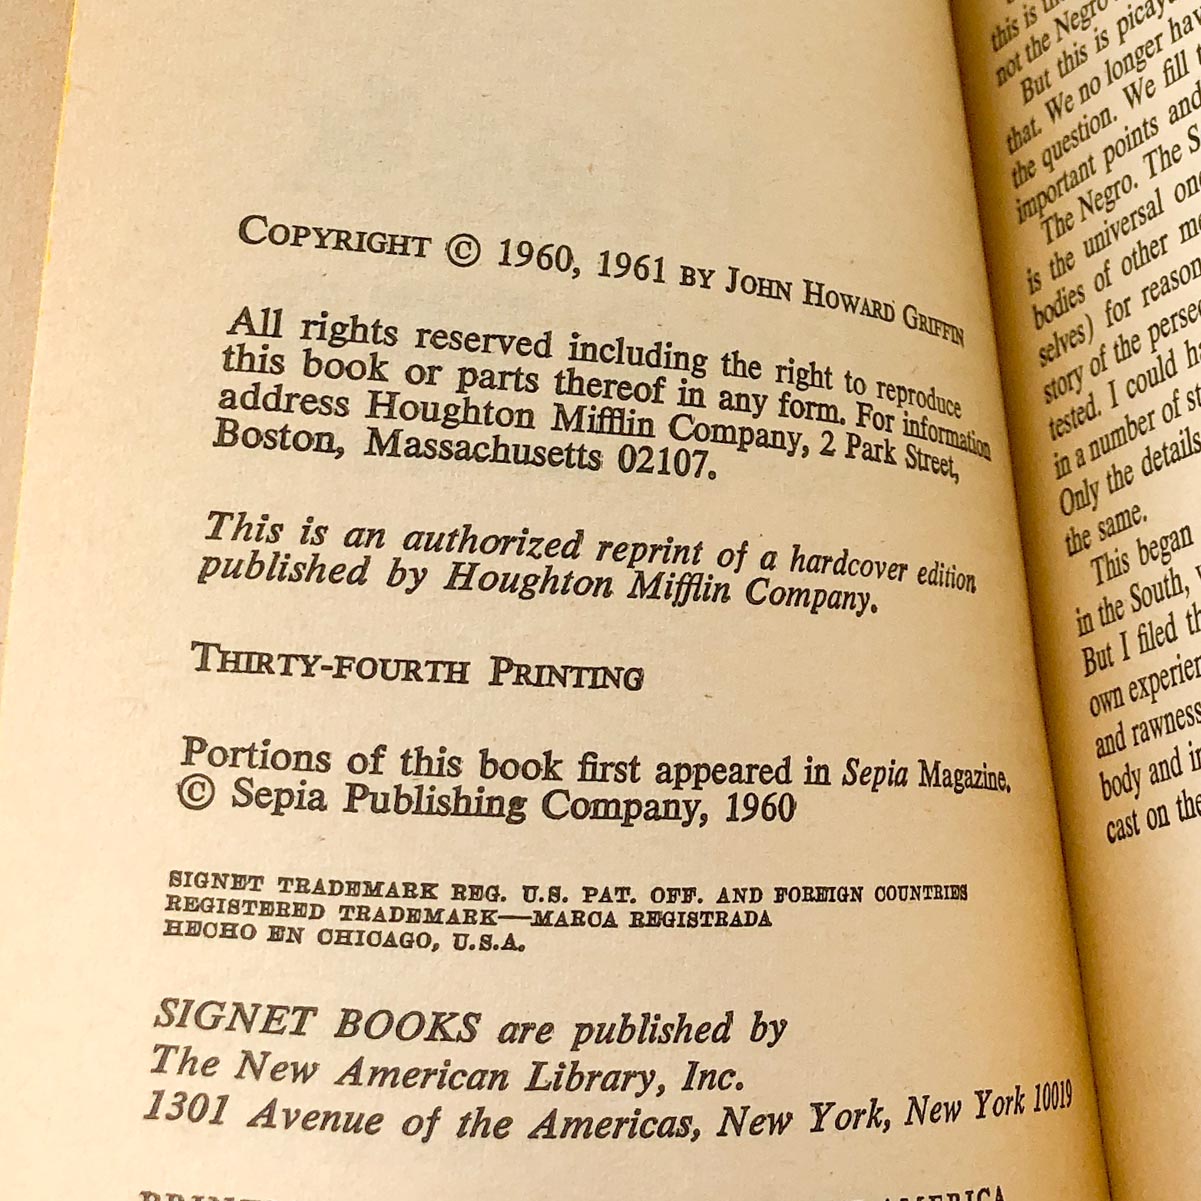 COPYRIGHT © 1960, 1961 BY JOHN HOWARD GRIFFIN
All rights reserved including the right to reproduce
this book or parts thereof in any form. For information
address Houghton Mifflin Company, 2 Park Street,
Boston, Massachusetts 02107.
This is an authorized reprint of a hardcover edition
published by Houghton Mifflin Company.
THIRTY-FOURTH PRINTING
Portions of this book first appeared in Sepia Magazine.
© Sepia Publishing Company, 1960
SIGNET TRADEMARK REG. U.S. PAT. OFF. AND FOREIGN COUNTRIES
REGISTERED TRADEMARK—MARCA REGISTRADA
HECHO EN CHICAGO, U.S.A.
SIGNET BOOKS are published by
The New American Library, Inc.
1301 Avenue of the Americas, New York, New York 10019
AMERICA
this is
not the Negro
But this is
that. We no longer
the question. We fill
important points and
The Negro. The
is the universal
bodies of other
selves) for
story of the
tested. I could
in a number of
Only the details
the same.
This began
in the South,
But I filed
own
and rawness
body and
cast on the